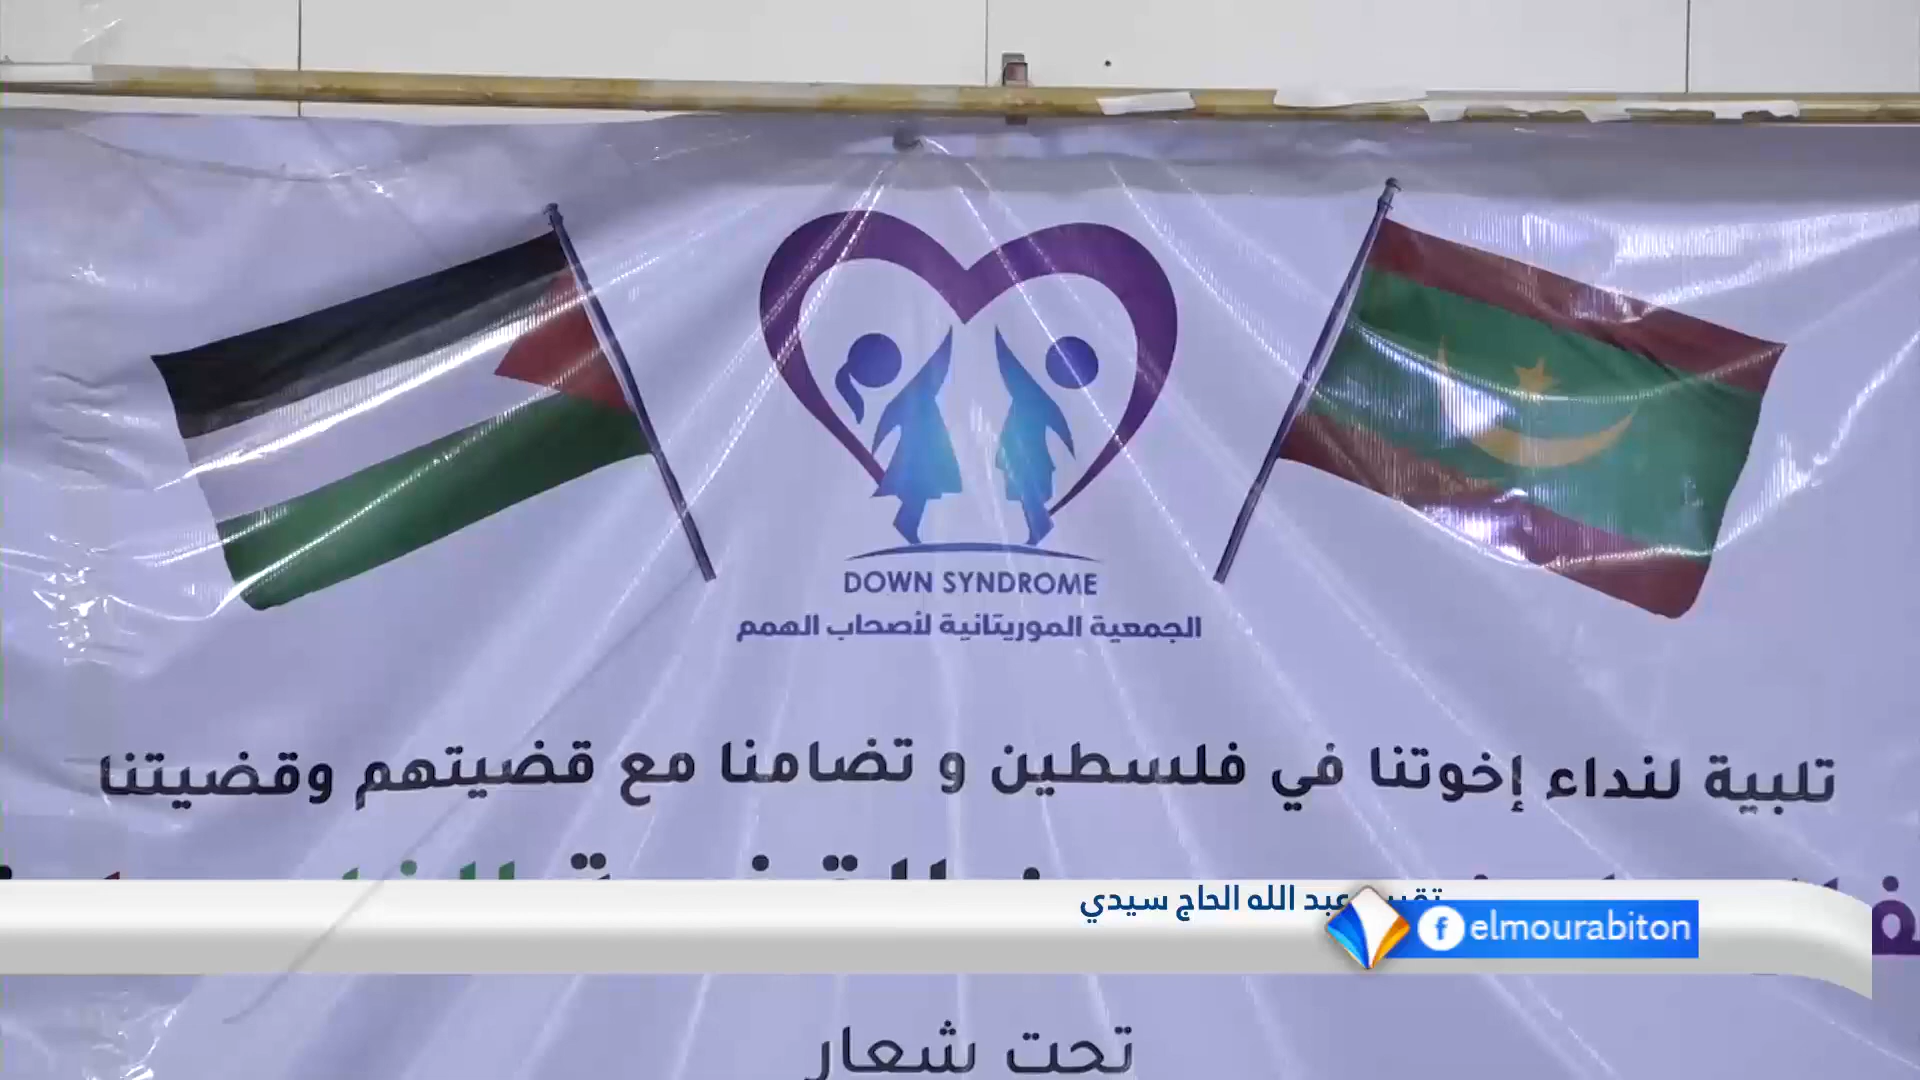 DOWN SYNDROME
الجمعية الموريتانية لأصحاب الهمم
تلبية لنداء إخوتنا في فلسطين و تضامنا مع قضيتهم وقضيتنا
عبد الله الحاج سيدي
elmourabiton
تحت شعار